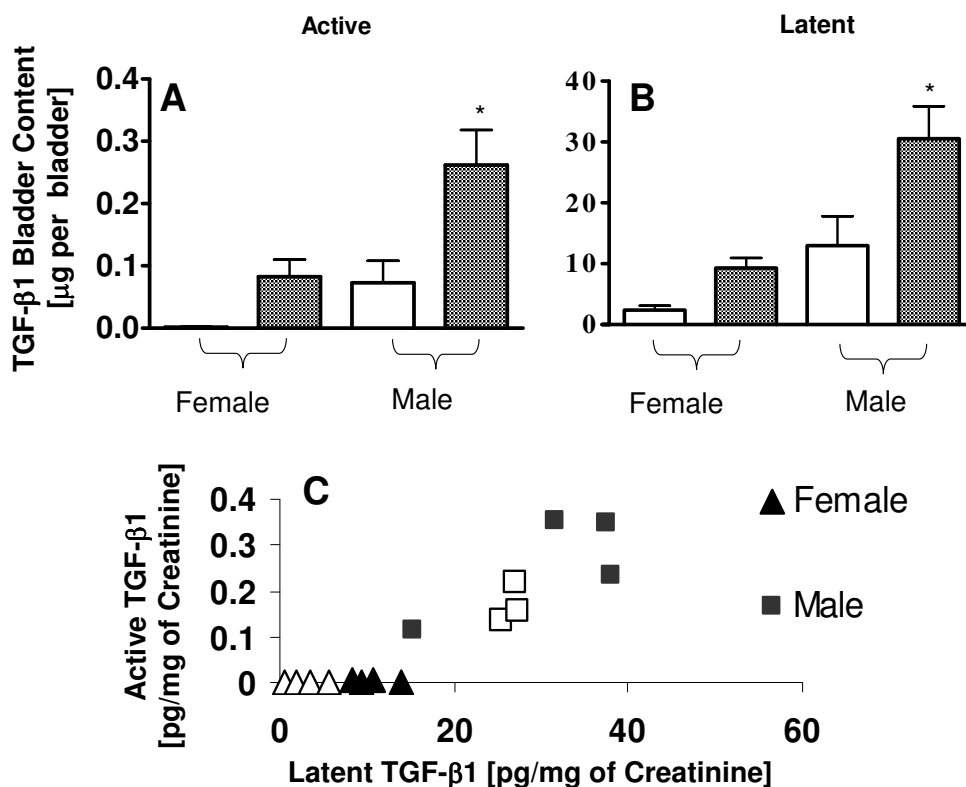 Active
Latent
TGF-β1 Bladder Content
[µg per bladder]
A
*
0.4
0.3
0.2
0.1
0.0
Female
Male
B
*
40
30
20
10
0
Female
Male
C
Active TGF-β1
[pg/mg of Creatinine]
0.4
0.3
0.2
0.1
0
0
20
40
60
Latent TGF-β1 [pg/mg of Creatinine]
Female
Male